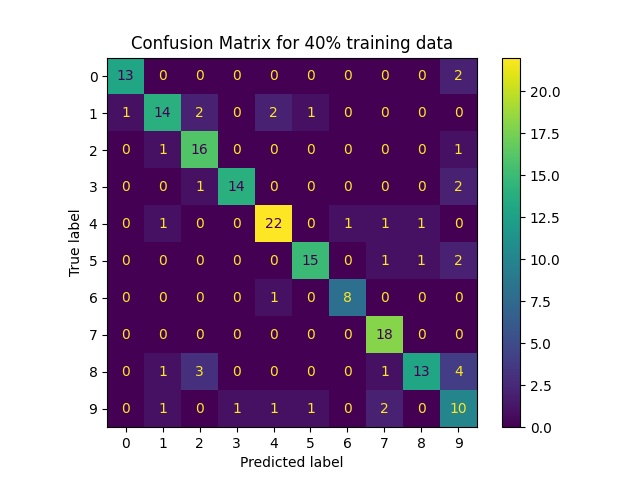 Confusion Matrix for 40% training data
0 13 0 0 0 0 0 0 0 0 2
1 1 14 2 0 2 1 0 0 0 0
2 0 1 16 0 0 0 0 0 0 1
3 0 0 1 14 0 0 0 0 0 2
4 0 1 0 0 22 0 1 1 1 0
5 0 0 0 0 0 15 0 1 1 2
6 0 0 0 0 1 0 8 0 0 0
7 0 0 0 0 0 0 0 18 0 0
8 0 1 3 0 0 0 0 1 13 4
9 0 1 0 1 1 1 0 2 0 10
0 1 2 3 4 5 6 7 8 9
Predicted label
True label
20.0
17.5
15.0
12.5
10.0
7.5
5.0
2.5
0.0